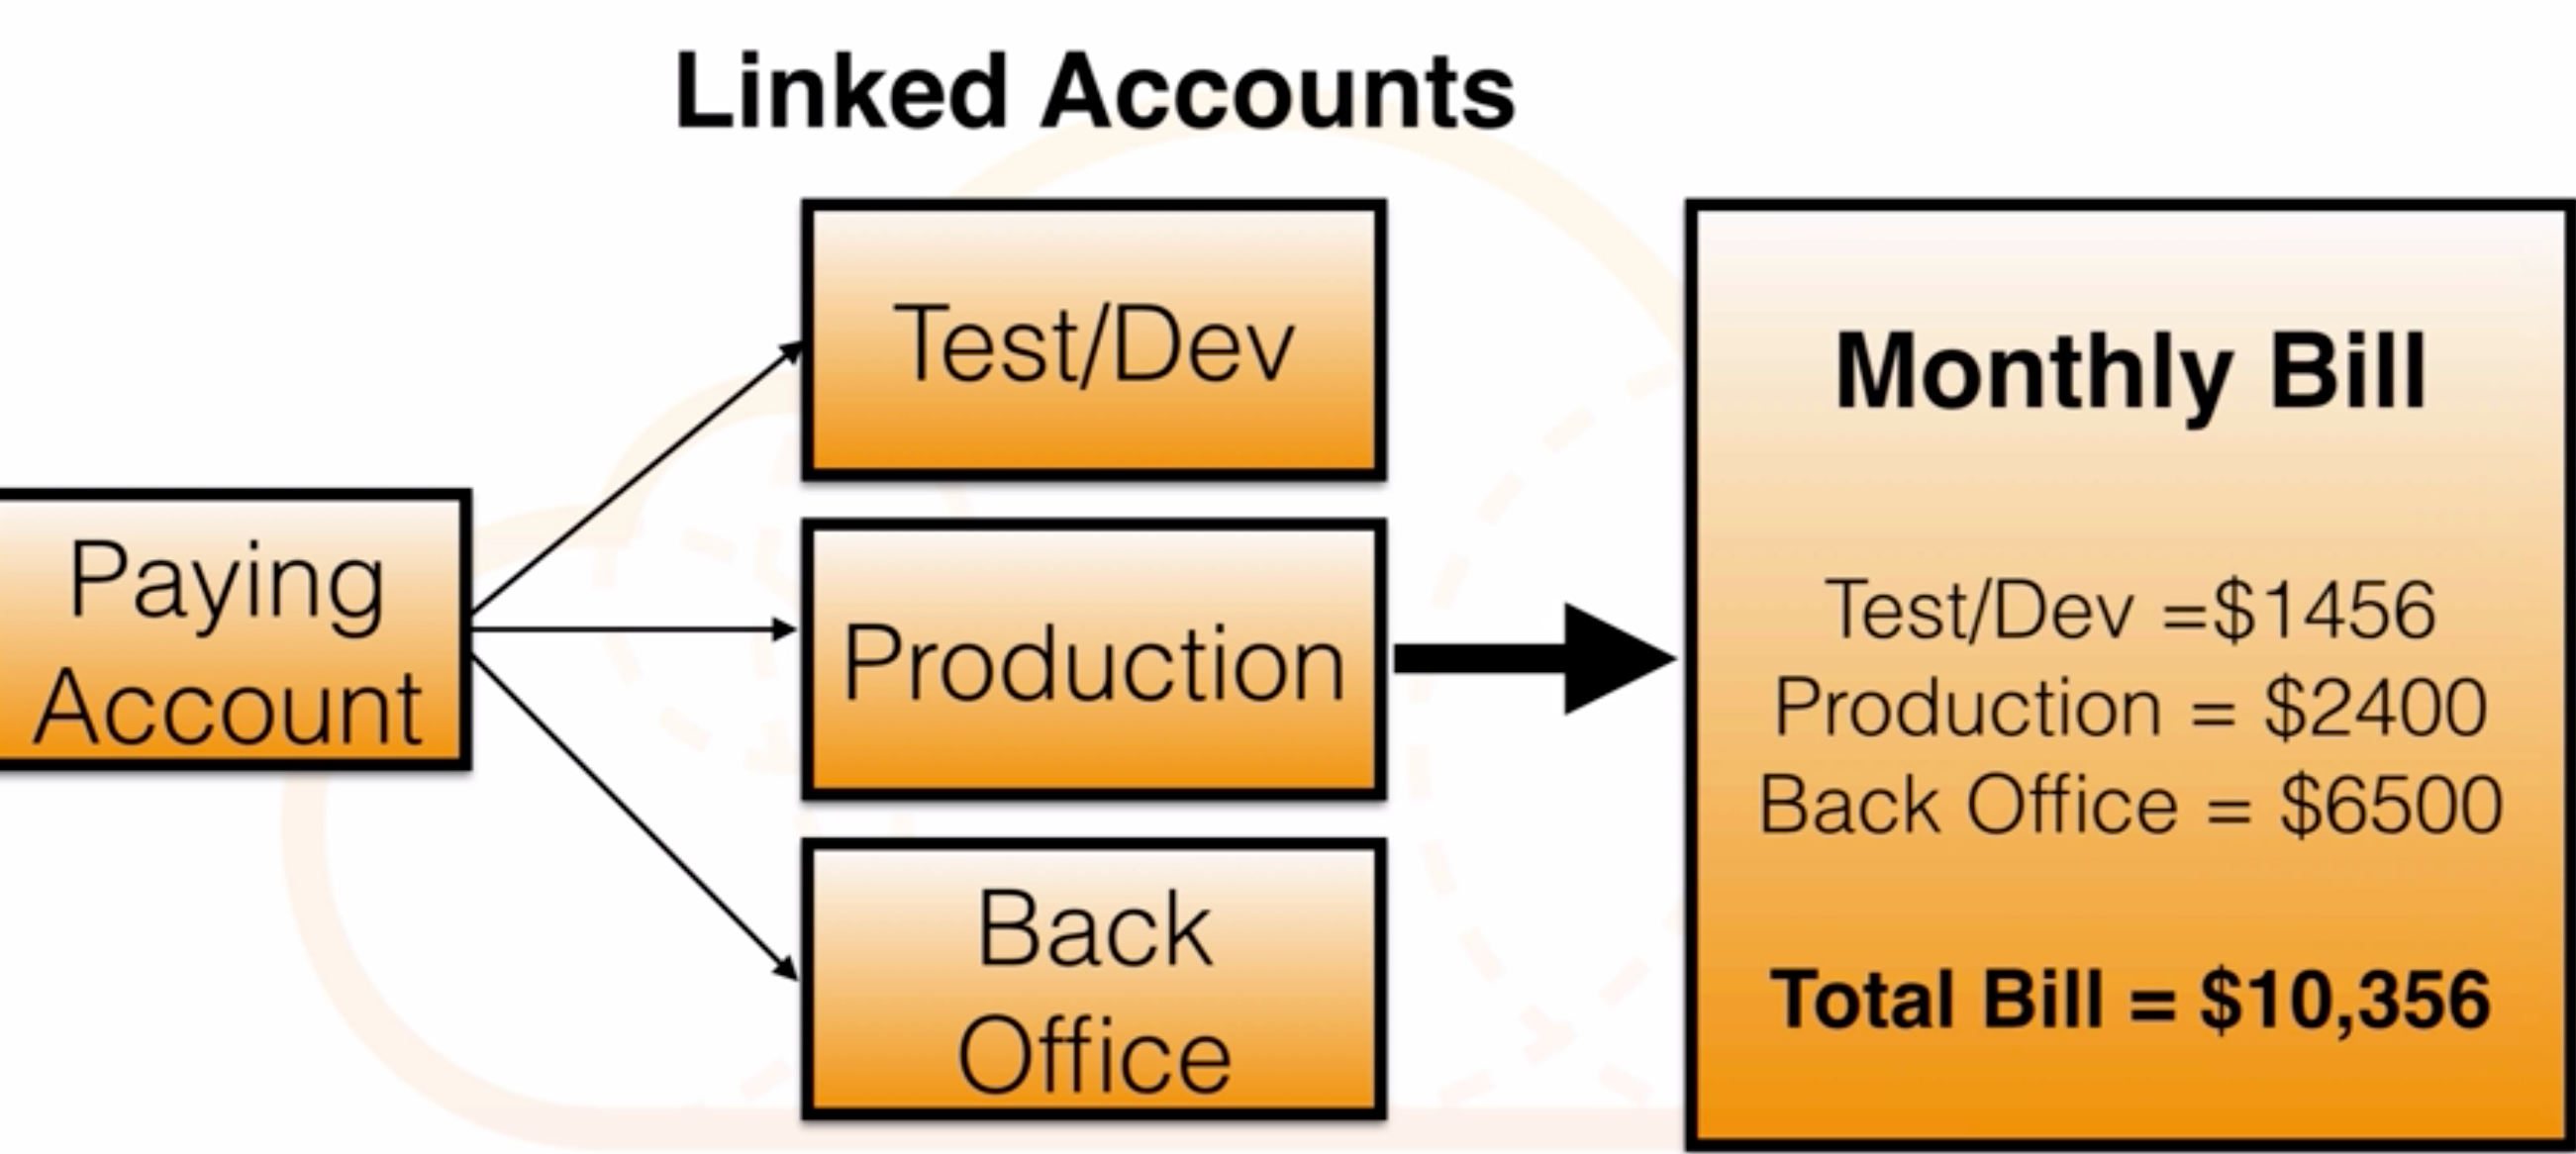 Linked Accounts
Test/Dev
Paying
Account
Production
Back
Office
Monthly Bill
Test/Dev =$1456
Production = $2400
Back Office = $6500
Total Bill = $10,356